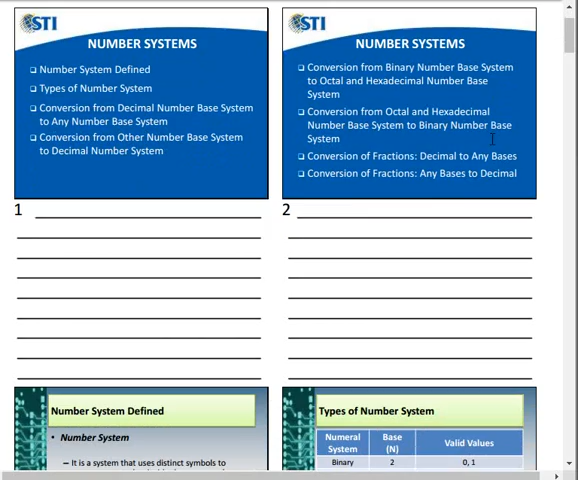 STI
NUMBER SYSTEMS
Number System Defined
Types of Number System
Conversion from Decimal Number Base System
to Any Number Base System
Conversion from Other Number Base System
to Decimal Number System
1
STI
NUMBER SYSTEMS
Conversion from Binary Number Base System
to Octal and Hexadecimal Number Base
System
Conversion from Octal and Hexadecimal
Number Base System to Binary Number Base
System
Conversion of Fractions: Decimal to Any Bases
Conversion of Fractions: Any Bases to Decimal
2
Number System Defined
• Number System
– It is a system that uses distinct symbols to
Types of Number System
Numeral System Base (N) Valid Values
Binary 2 0, 1